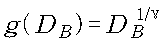 g(D_B) = D_B^{1/γ}